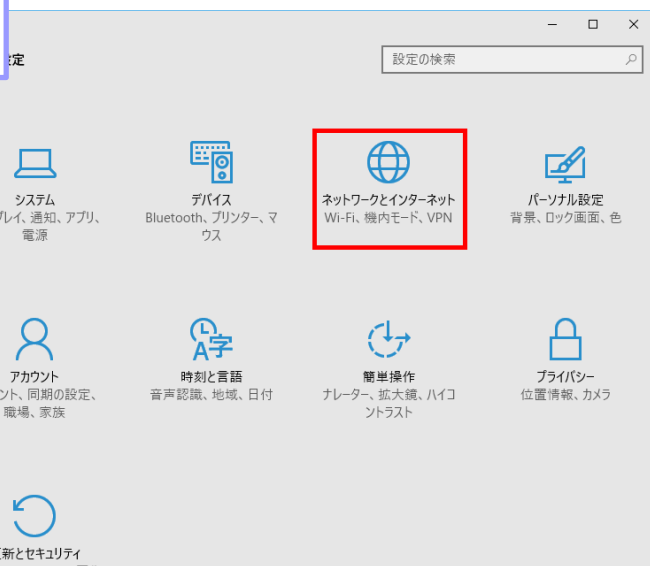 定
設定の検索
システム
レイ、通知、アプリ、
電源
デバイス
Bluetooth、プリンター、マ
ウス
ネットワークとインターネット
Wi-Fi、機内モード、VPN
パーソナル設定
背景、ロック画面、色
アカウント
ント、同期の設定、
職場、家族
時刻と言語
音声認識、地域、日付
簡単操作
ナレーター、拡大鏡、ハイコ
ントラスト
プライバシー
位置情報、カメラ
新とセキュリティ